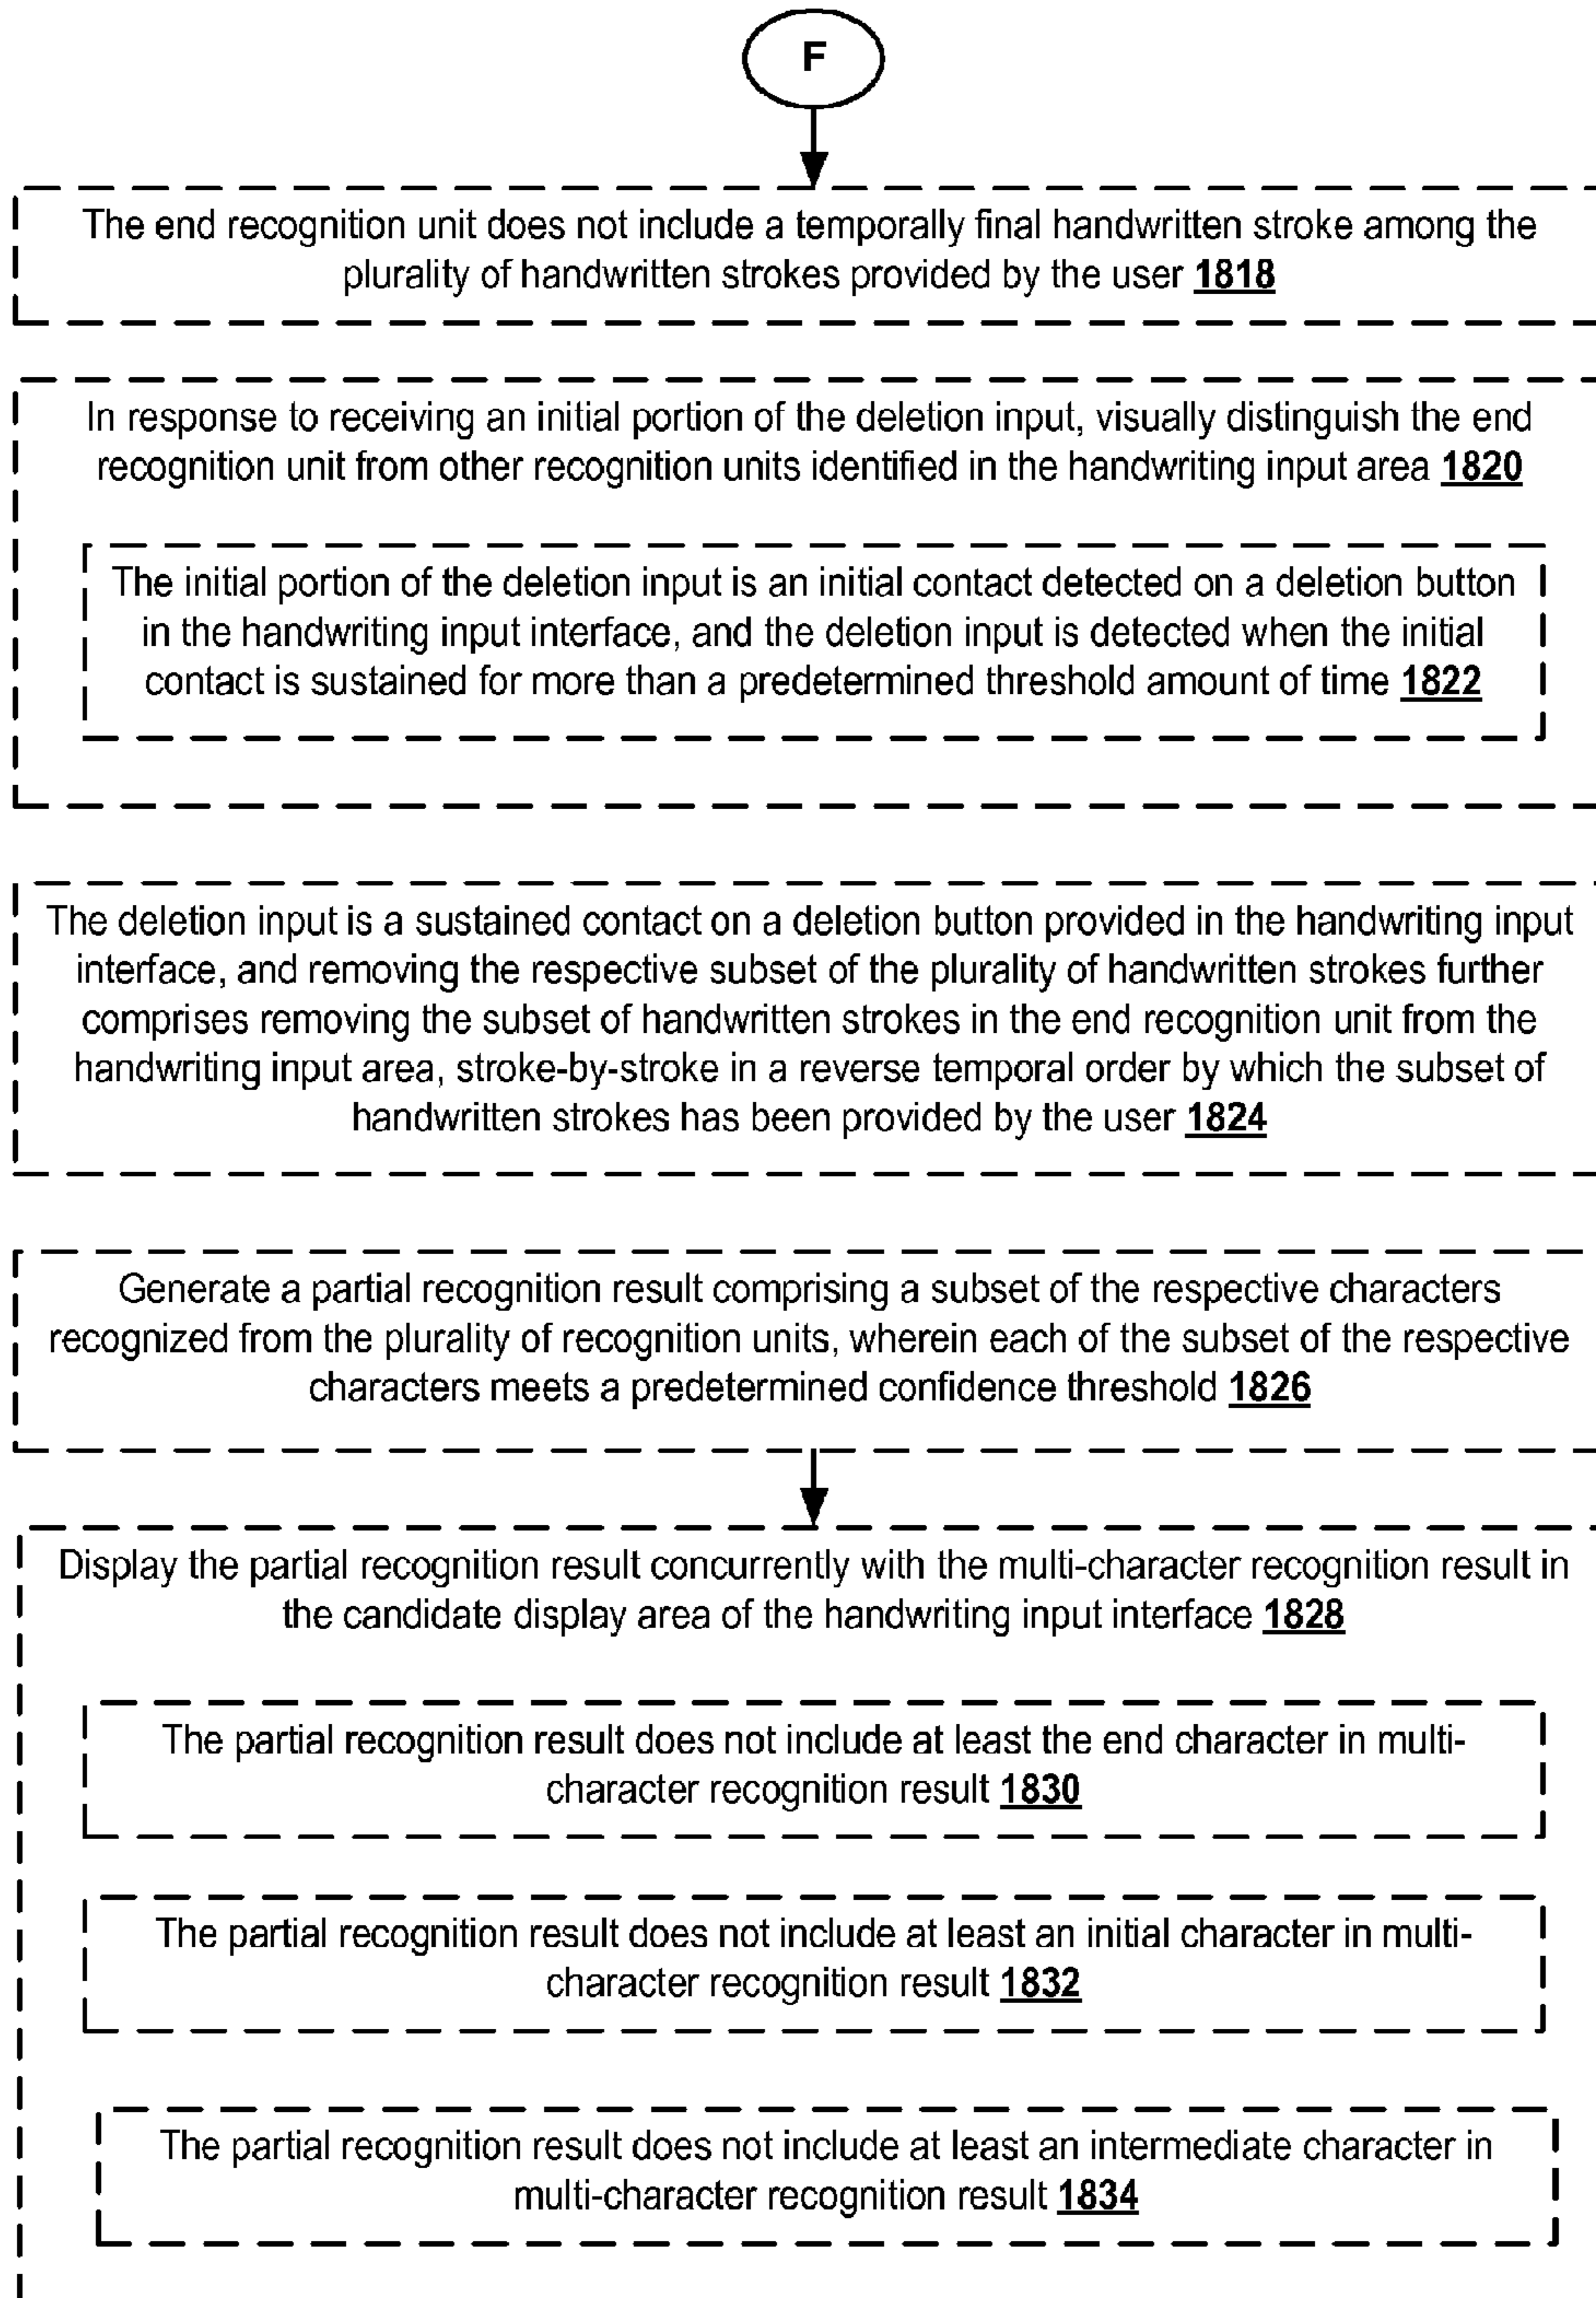 F
The end recognition unit does not include a temporally final handwritten stroke among the
plurality of handwritten strokes provided by the user 1818
In response to receiving an initial portion of the deletion input, visually distinguish the end
recognition unit from other recognition units identified in the handwriting input area 1820
The initial portion of the deletion input is an initial contact detected on a deletion button
in the handwriting input interface, and the deletion input is detected when the initial
contact is sustained for more than a predetermined threshold amount of time 1822
The deletion input is a sustained contact on a deletion button provided in the handwriting input
interface, and removing the respective subset of the plurality of handwritten strokes further
comprises removing the subset of handwritten strokes in the end recognition unit from the
handwriting input area, stroke-by-stroke in a reverse temporal order by which the subset of
handwritten strokes has been provided by the user 1824
Generate a partial recognition result comprising a subset of the respective characters
recognized from the plurality of recognition units, wherein each of the subset of the respective
characters meets a predetermined confidence threshold 1826
Display the partial recognition result concurrently with the multi-character recognition result in
the candidate display area of the handwriting input interface 1828
The partial recognition result does not include at least the end character in multi-
character recognition result 1830
The partial recognition result does not include at least an initial character in multi-
character recognition result 1832
The partial recognition result does not include at least an intermediate character in
multi-character recognition result 1834